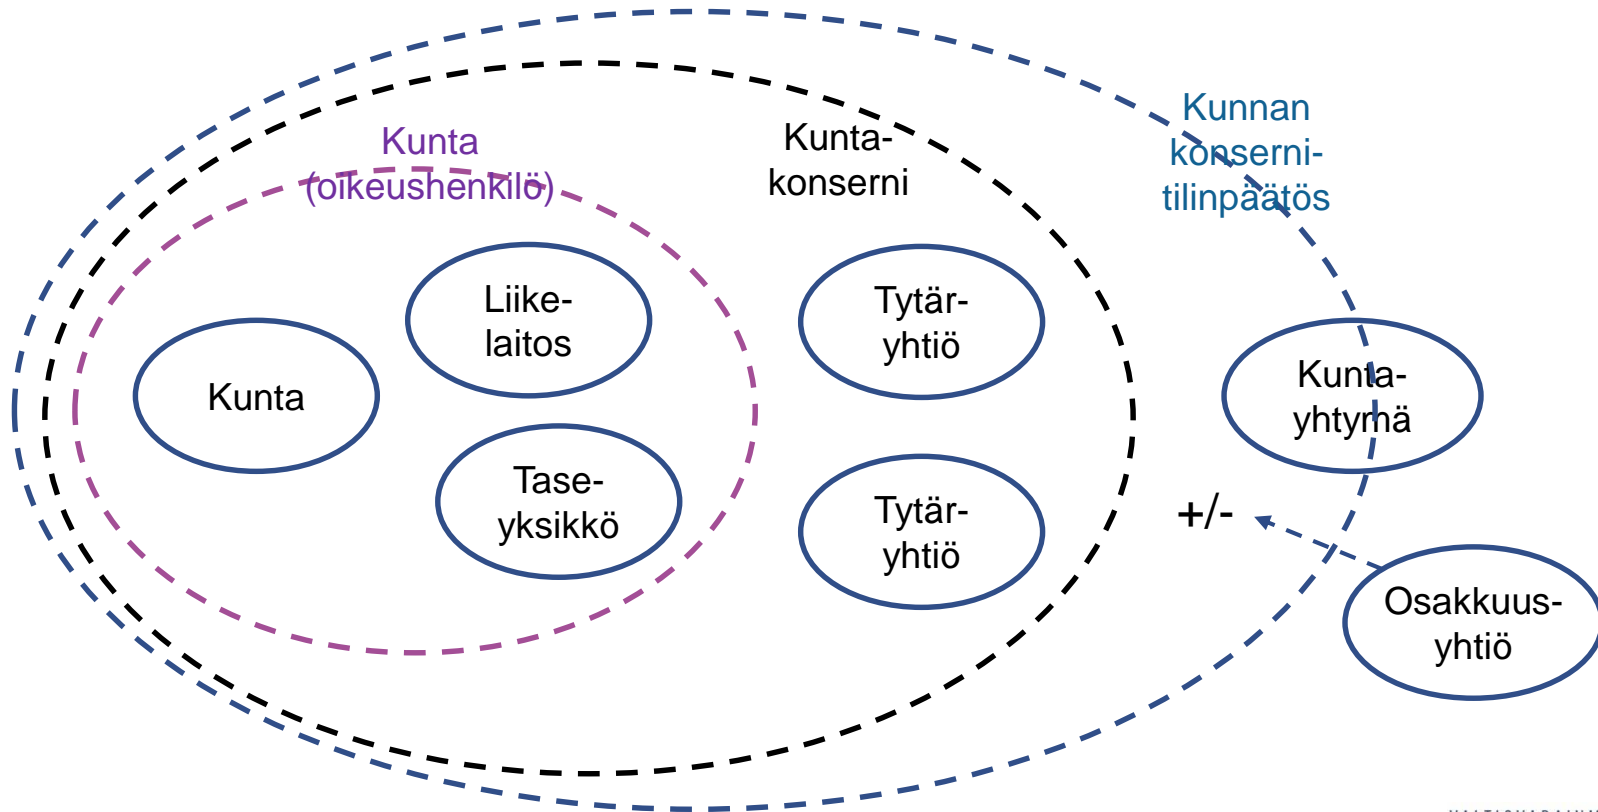 Kunnan
konserni-
tilinpäätös
Kunta
(oikeushenkilö)
Kunta-
konserni
Liike-
laitos
Tytär-
yhtiö
Kunta
Kunta-
yhtymä
Tase-
yksikkö
Tytär-
yhtiö
+/-
Osakkuus-
yhtiö